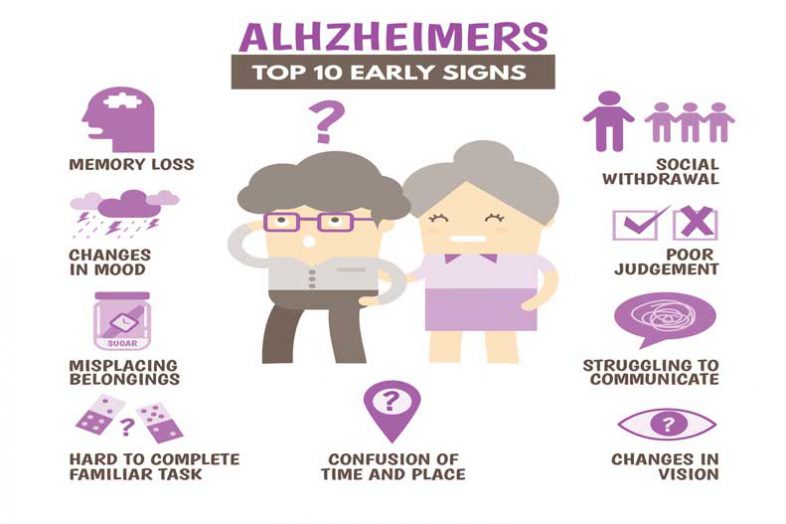 ALHZHEIMERS
TOP 10 EARLY SIGNS
MEMORY LOSS
CHANGES
IN MOOD
SUGAR
MISPLACING
BELONGINGS
?
HARD TO COMPLETE
FAMILIAR TASK
?
?
CONFUSION OF
TIME AND PLACE
SOCIAL
WITHDRAWAL
POOR
JUDGEMENT
STRUGGLING TO
COMMUNICATE
?
CHANGES IN
VISION